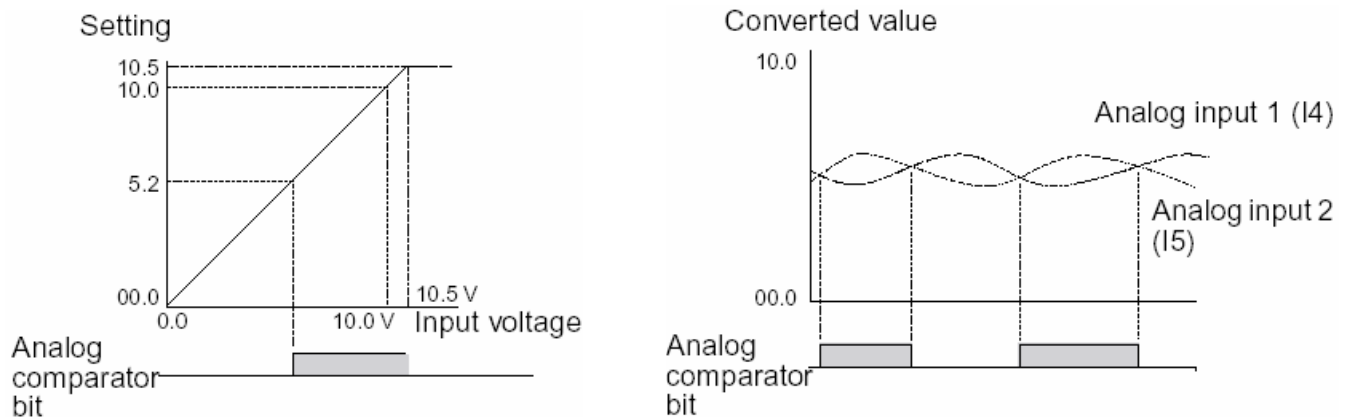 Setting
10.5
10.0
5.2
00.0
0.0
10.0 V
10.5 V
Input voltage
Analog
comparator
bit
Converted value
10.0
Analog input 1 (I4)
Analog input 2
(I5)
00.0
Analog
comparator
bit